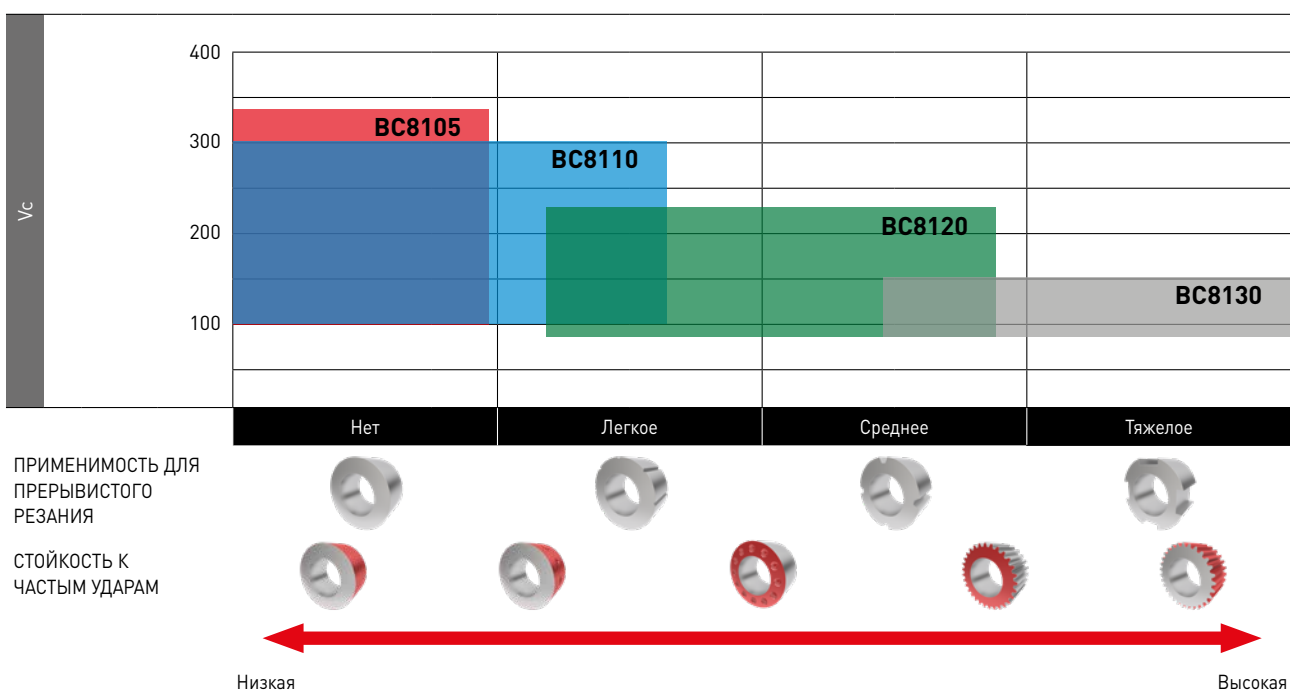 400
BC8105
300
BC8110
Vc
200
BC8120
BC8130
100
Нет
Легкое
Среднее
Тяжелое
ПРИМЕНИМОСТЬ ДЛЯ
ПРЕРЫВИСТОГО
РЕЗАНИЯ
СТОЙКОСТЬ К
ЧАСТЫМ УДАРАМ
Низкая
Высокая